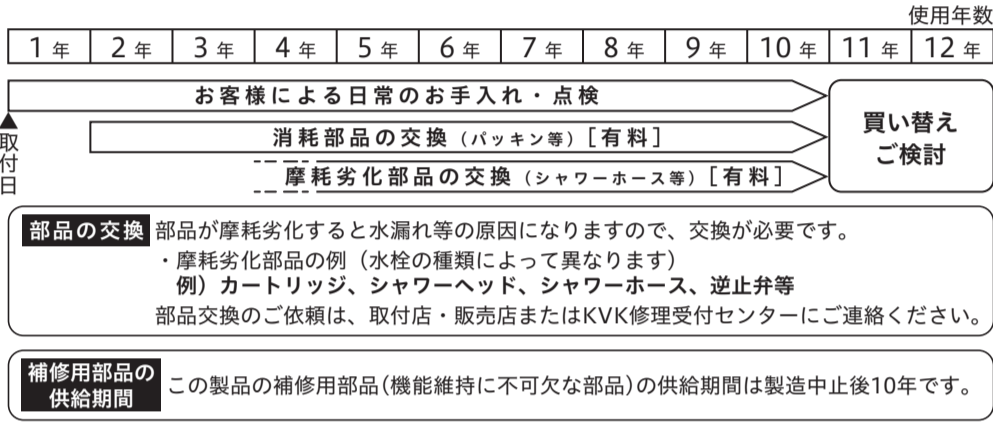 使用年数
1年 2年 3年 4年 5年 6年 7年 8年 9年 10年 11年 12年
お客様による日常のお手入れ・点検
取付日
消耗部品の交換（パッキン等）［有料］
摩耗劣化部品の交換（シャワーホース等）［有料］
買い替え
ご検討
部品の交換 部品が摩耗劣化すると水漏れ等の原因になりますので、交換が必要です。
・摩耗劣化部品の例（水栓の種類によって異なります）
例）カートリッジ、シャワーヘッド、シャワーホース、逆止弁等
部品交換のご依頼は、取付店・販売店またはKVK修理受付センターにご連絡ください。
補修用部品の
供給期間
この製品の補修用部品(機能維持に不可欠な部品)の供給期間は製造中止後10年です。